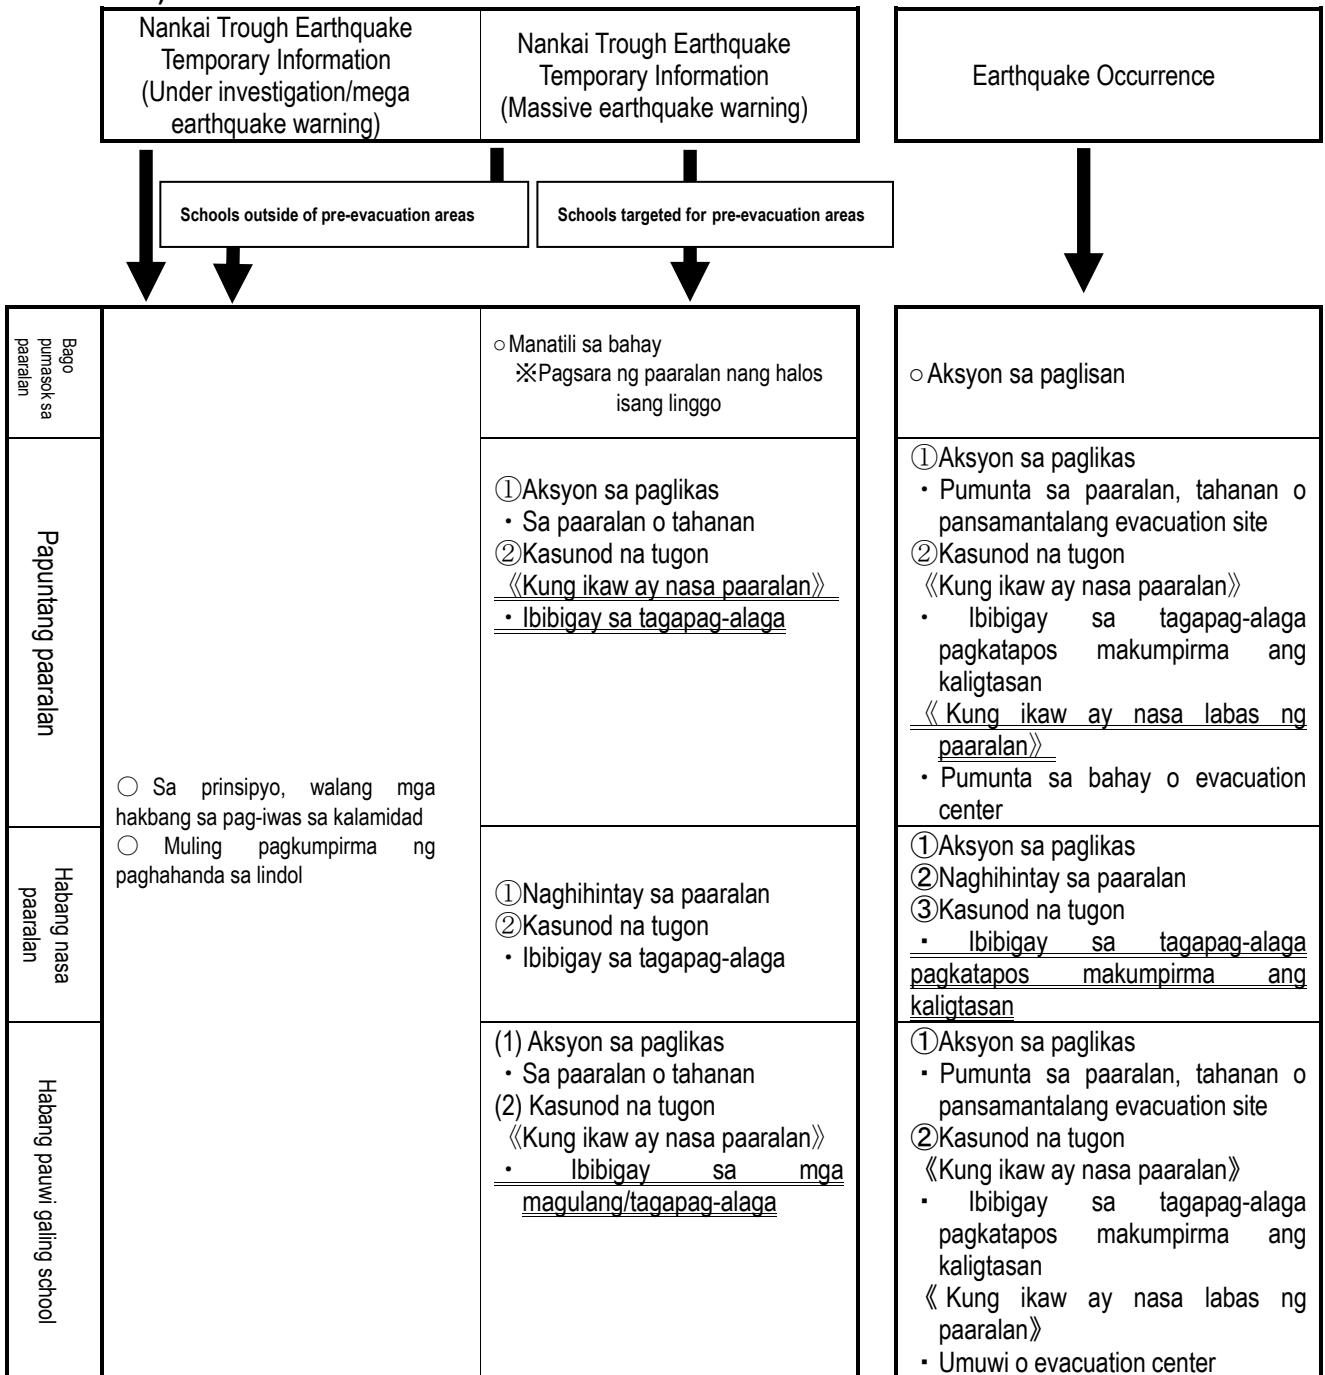 Nankai Trough Earthquake
Temporary Information
(Under investigation/mega
earthquake warning)
Nankai Trough Earthquake
Temporary Information
(Massive earthquake warning)
Earthquake Occurrence
Schools outside of pre-evacuation areas
Schools targeted for pre-evacuation areas
Bago
pumasok sa
paaralan
○Manatili sa bahay
※Pagsara ng paaralan nang halos
isang linggo
○Aksyon sa paglisan
Papuntang paaralan
○ Sa prinsipyo, walang mga
hakbang sa pag-iwas sa kalamidad
○ Muling pagkumpirma ng
paghahanda sa lindol
①Aksyon sa paglikas
・Sa paaralan o tahanan
②Kasunod na tugon
《Kung ikaw ay nasa paaralan》
・Ibibigay sa tagapag-alaga
①Aksyon sa paglikas
・Pumunta sa paaralan, tahanan o
pansamantalang evacuation site
②Kasunod na tugon
《Kung ikaw ay nasa paaralan》
・ Ibibigay sa tagapag-alaga
pagkatapos makumpirma ang
kaligtasan
《Kung ikaw ay nasa labas ng
paaralan》
・Pumunta sa bahay o evacuation
center
Habang nasa
paaralan
①Naghihintay sa paaralan
②Kasunod na tugon
・Ibibigay sa tagapag-alaga
①Aksyon sa paglikas
②Naghihintay sa paaralan
③Kasunod na tugon
・ Ibibigay sa tagapag-alaga
pagkatapos makumpirma ang
kaligtasan
Habang pauwi galing school
(1) Aksyon sa paglikas
・Sa paaralan o tahanan
(2) Kasunod na tugon
《Kung ikaw ay nasa paaralan》
・ Ibibigay sa mga
magulang/tagapag-alaga
①Aksyon sa paglikas
・Pumunta sa paaralan, tahanan o
pansamantalang evacuation site
②Kasunod na tugon
《Kung ikaw ay nasa paaralan》
・ Ibibigay sa tagapag-alaga
pagkatapos makumpirma ang
kaligtasan
《Kung ikaw ay nasa labas ng
paaralan》
・Umuwi o evacuation center